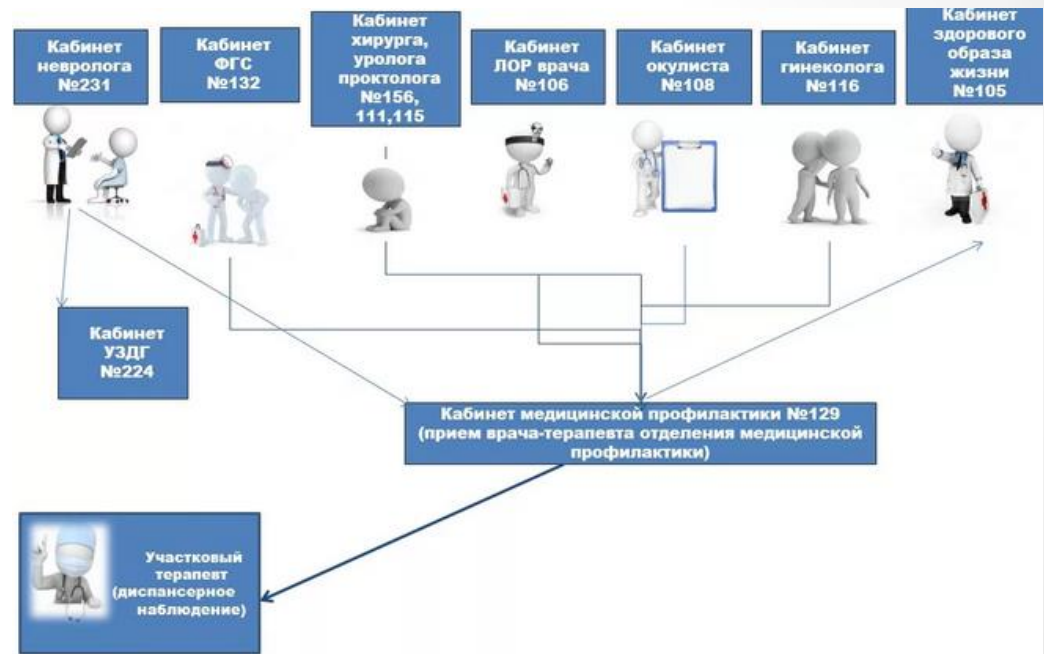 Кабинет
невролога
№231
Кабинет
ФГС
№132
Кабинет
хирурга,
уролога
проктолога
№156,
111,115
Кабинет
ЛОР врача
№106
Кабинет
окулиста
№108
Кабинет
гинеколога
№116
Кабинет
здорового
образа
жизни
№105
Кабинет
УЗДГ
№224
Кабинет медицинской профилактики №129
(прием врача-терапевта отделения медицинской
профилактики)
Участковый
терапевт
(диспансерное
наблюдение)